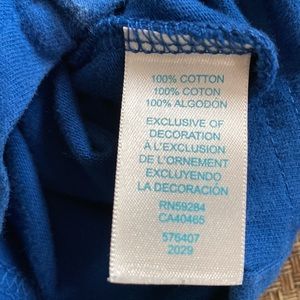 100% COTTON
100% COTON
100% ALGODÓN
EXCLUSIVE OF
DECORATION
À L'EXCLUSION
DE L'ORNEMENT
EXCLUYENDO
LA DECORACIÓN
RN59284
CA40465
576407
2029